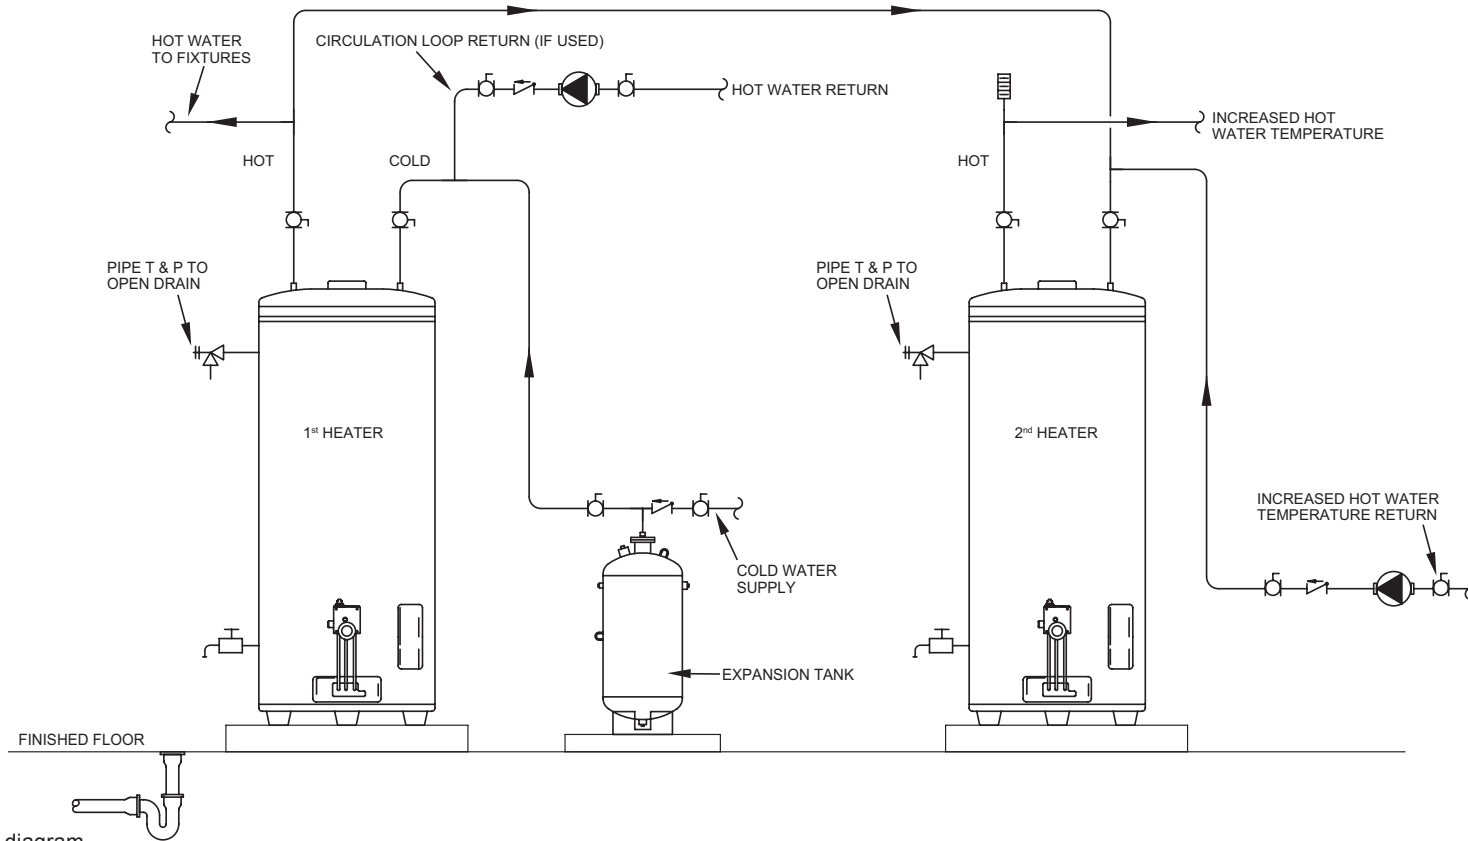 HOT WATER
TO FIXTURES
CIRCULATION LOOP RETURN (IF USED)
HOT WATER RETURN
INCREASED HOT
WATER TEMPERATURE
HOT
COLD
HOT
PIPE T & P TO
OPEN DRAIN
PIPE T & P TO
OPEN DRAIN
1st HEATER
2nd HEATER
INCREASED HOT WATER
TEMPERATURE RETURN
COLD WATER
SUPPLY
EXPANSION TANK
FINISHED FLOOR
diagram